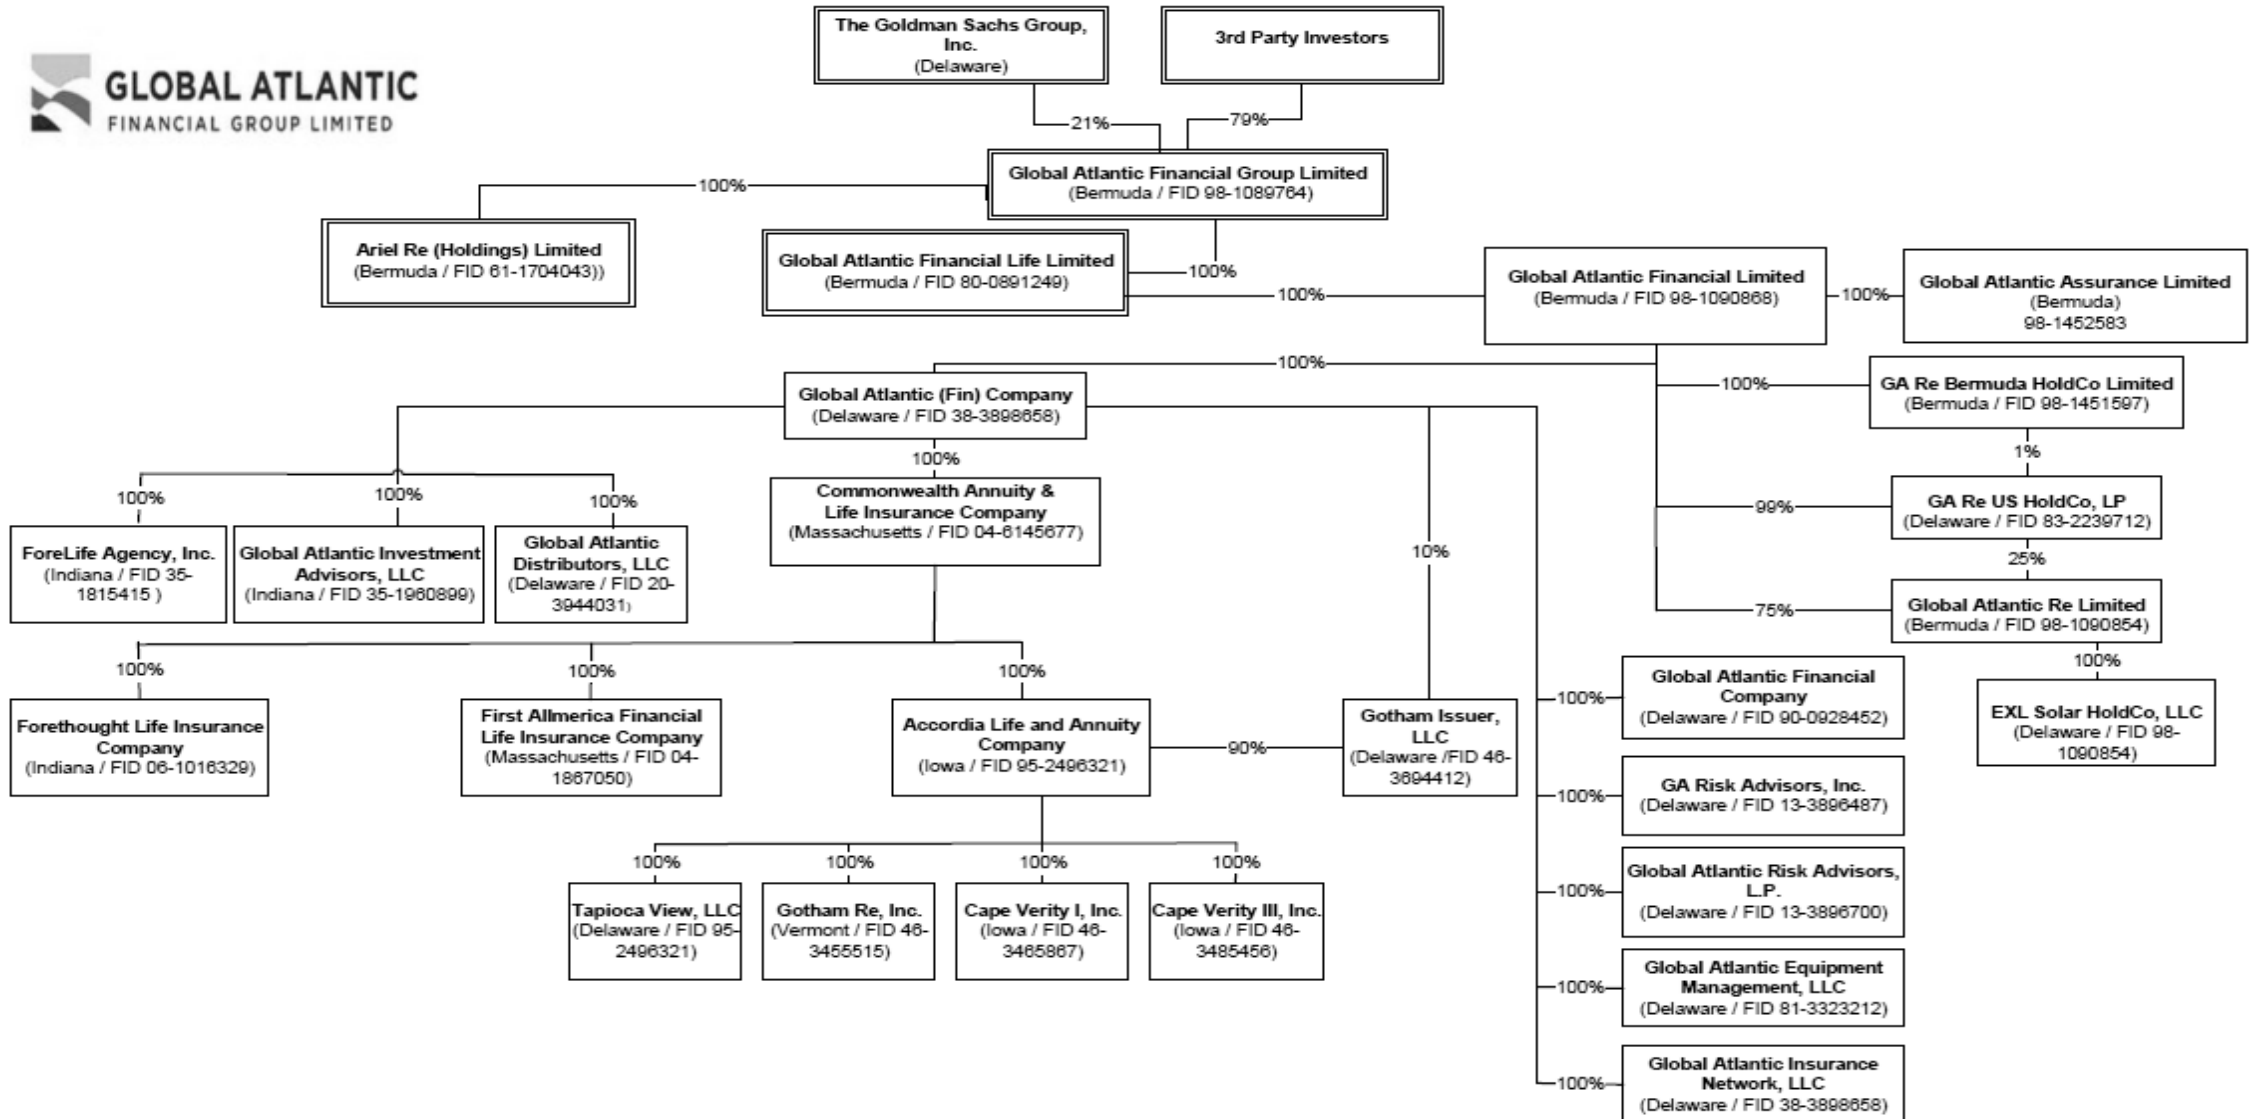 GLOBAL ATLANTIC
FINANCIAL GROUP LIMITED
The Goldman Sachs Group,
Inc.
(Delaware)
3rd Party Investors
21%
79%
Global Atlantic Financial Group Limited
(Bermuda / FID 98-1089764)
100%
Ariel Re (Holdings) Limited
(Bermuda / FID 61-1704043))
Global Atlantic Financial Life Limited
(Bermuda / FID 80-0891249)
100%
100%
Global Atlantic Financial Limited
(Bermuda / FID 98-1090868)
100%
Global Atlantic Assurance Limited
(Bermuda)
98-1452583
100%
Global Atlantic (Fin) Company
(Delaware / FID 38-3898658)
100%
GA Re Bermuda HoldCo Limited
(Bermuda / FID 98-1451597)
1%
99%
GA Re US HoldCo, LP
(Delaware / FID 83-2239712)
25%
75%
Global Atlantic Re Limited
(Bermuda / FID 98-1090854)
100%
EXL Solar HoldCo, LLC
(Delaware / FID 98-
1090854)
100%
100%
100%
100%
ForeLife Agency, Inc.
(Indiana / FID 35-
1815415 )
Global Atlantic Investment
Advisors, LLC
(Indiana / FID 35-1960899)
Global Atlantic
Distributors, LLC
(Delaware / FID 20-
3944031)
Commonwealth Annuity &
Life Insurance Company
(Massachusetts / FID 04-6145677)
10%
100%
100%
100%
Forethought Life Insurance
Company
(Indiana / FID 06-1016329)
First Allmerica Financial
Life Insurance Company
(Massachusetts / FID 04-
1867050)
Accordia Life and Annuity
Company
(Iowa / FID 95-2496321)
90%
Gotham Issuer,
LLC
(Delaware /FID 46-
3694412)
100%
Global Atlantic Financial
Company
(Delaware / FID 90-0928452)
100%
GA Risk Advisors, Inc.
(Delaware / FID 13-3896487)
100%
Global Atlantic Risk Advisors,
L.P.
(Delaware / FID 13-3896700)
100%
Global Atlantic Equipment
Management, LLC
(Delaware / FID 81-3323212)
100%
Global Atlantic Insurance
Network, LLC
(Delaware / FID 38-3898658)
100%
100%
100%
100%
Tapioca View, LLC
(Delaware / FID 95-
2496321)
Gotham Re, Inc.
(Vermont / FID 46-
3455515)
Cape Verity I, Inc.
(Iowa / FID 46-
3465867)
Cape Verity III, Inc.
(Iowa / FID 46-
3485456)